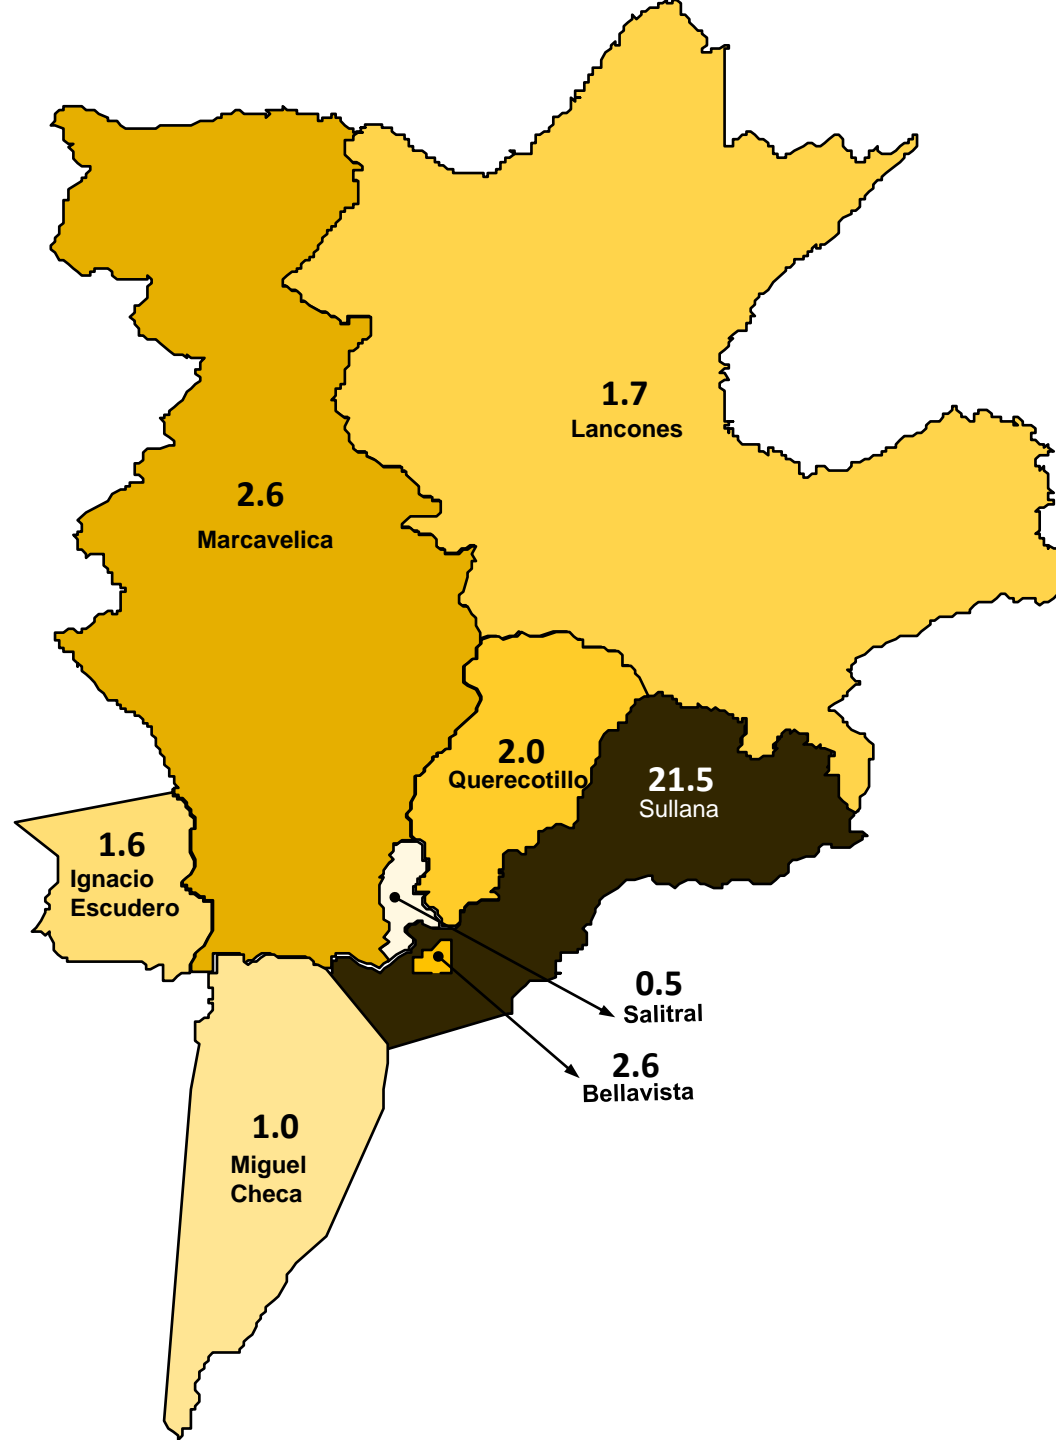 1.7
Lancones
2.6
Marcavelica
2.0
Querecotillo
21.5
Sullana
1.6
Ignacio
Escudero
0.5
Salitral
2.6
Bellavista
1.0
Miguel
Checa